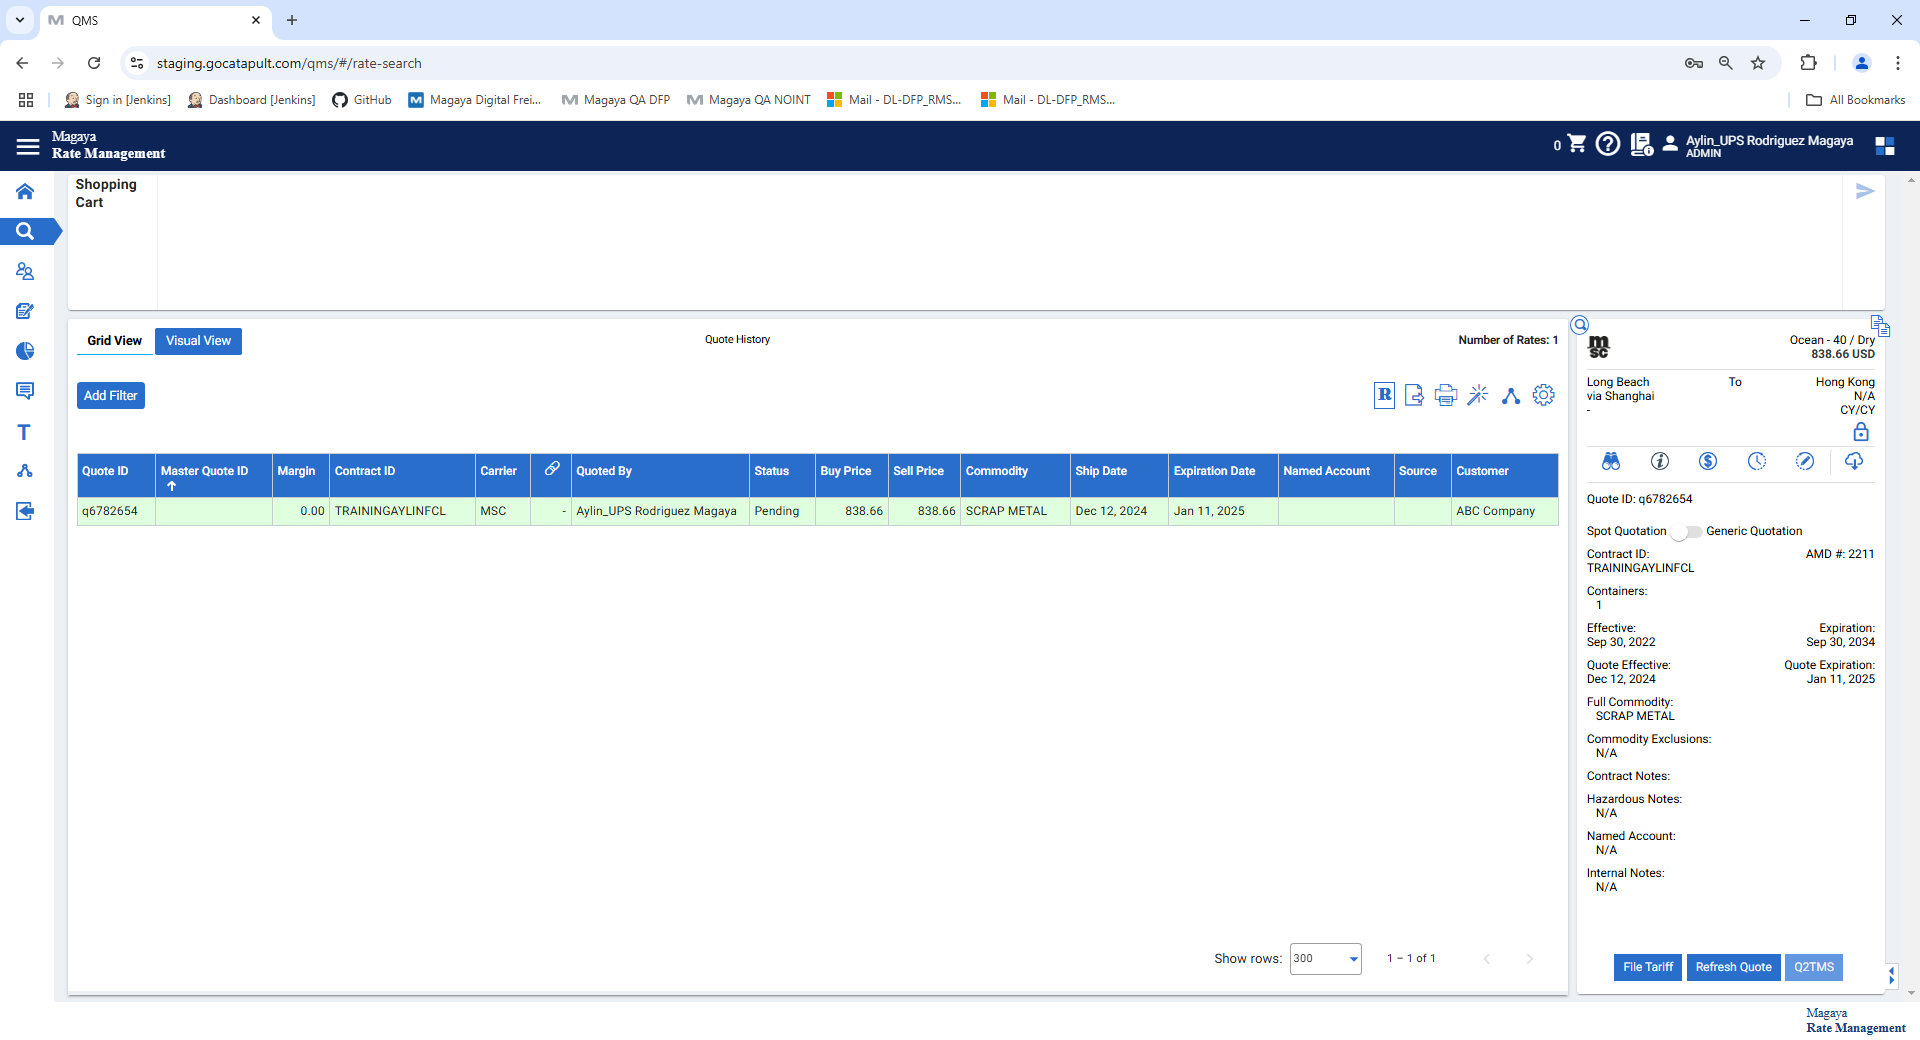 QMS
staging.gocatapult.com/qms/#/rate-search
Sign in [Jenkins]
Dashboard [Jenkins]
GitHub
Magaya Digital Frei...
Magaya QA DFP
Magaya QA NOINT
Mail - DL-DFP_RMS...
Mail - DL-DFP_RMS...
All Bookmarks
Magaya
Rate Management
0
Aylin_UPS Rodriguez Magaya
ADMIN
Shopping
Cart
Grid View
Visual View
Quote History
Number of Rates: 1
Add Filter
R
Quote ID Master Quote ID Margin Contract ID Carrier Quoted By Status Buy Price Sell Price Commodity Ship Date Expiration Date Named Account Source Customer
q6782654 0.00 TRAININGAYLINFCL MSC - Aylin_UPS Rodriguez Magaya Pending 838.66 838.66 SCRAP METAL Dec 12, 2024 Jan 11, 2025 ABC Company
Show rows: 300 1 – 1 of 1
msc
Ocean - 40 / Dry
838.66 USD
Long Beach To Hong Kong
via Shanghai N/A
- CY/CY
Quote ID: q6782654
Spot Quotation Generic Quotation
Contract ID: AMD #: 2211
TRAININGAYLINFCL
Containers:
1
Effective: Expiration:
Sep 30, 2022 Sep 30, 2034
Quote Effective: Quote Expiration:
Dec 12, 2024 Jan 11, 2025
Full Commodity:
SCRAP METAL
Commodity Exclusions:
N/A
Contract Notes:
Hazardous Notes:
N/A
Named Account:
N/A
Internal Notes:
N/A
File Tariff
Refresh Quote
Q2TMS
Magaya
Rate Management